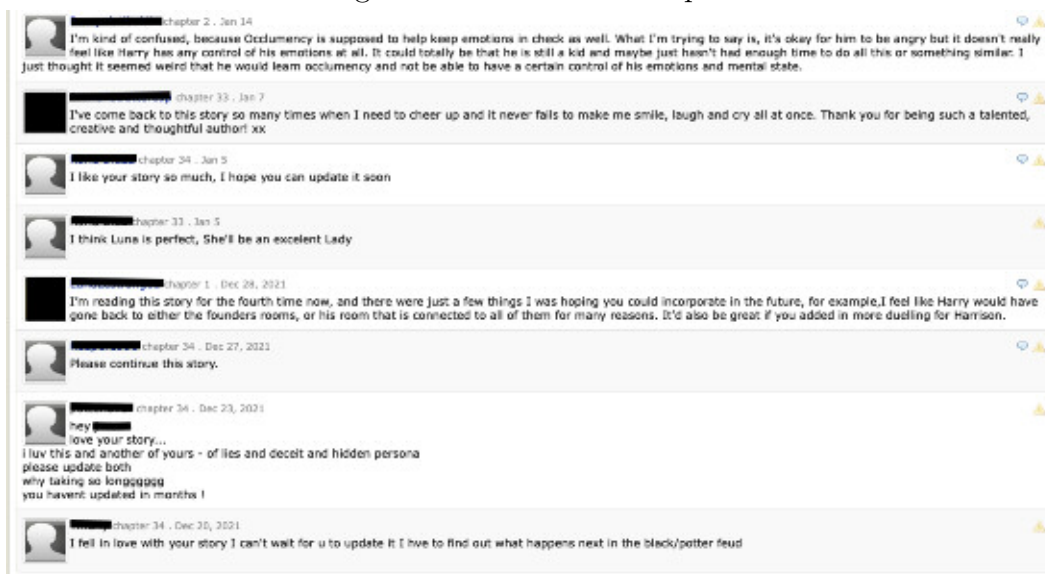 chapter 2 . Jan 14
I'm kind of confused, because Occlumency is supposed to help keep emotions in check as well. What I'm trying to say is, it's okay for him to be angry but it doesn't really
feel like Harry has any control of his emotions at all. It could totally be that he is still a kid and maybe just hasn't had enough time to do all this or something similar. I
just thought it seemed weird that he would learn occlumency and not be able to have a certain control of his emotions and mental state.
chapter 33 . Jan 7
I've come back to this story so many times when I need to cheer up and it never fails to make me smile, laugh and cry all at once. Thank you for being such a talented,
creative and thoughtful author! xx
chapter 34 . Jan 5
I like your story so much, I hope you can update it soon
chapter 33 . Jan 5
I think Luna is perfect, She'll be an excelent Lady
chapter 1 . Dec 28, 2021
I'm reading this story for the fourth time now, and there were just a few things I was hoping you could incorporate in the future, for example,I feel like Harry would have
gone back to either the founders rooms, or his room that is connected to all of them for many reasons. It'd also be great if you added in more duelling for Harrison.
chapter 34 . Dec 27, 2021
Please continue this story.
chapter 34 . Dec 23, 2021
hey
love your story...
i luv this and another of yours - of lies and deceit and hidden persona
please update both
why taking so longggggg
you havent updated in months !
chapter 34 . Dec 20, 2021
I fell in love with your story I can't wait for u to update it I hve to find out what happens next in the black/potter feud